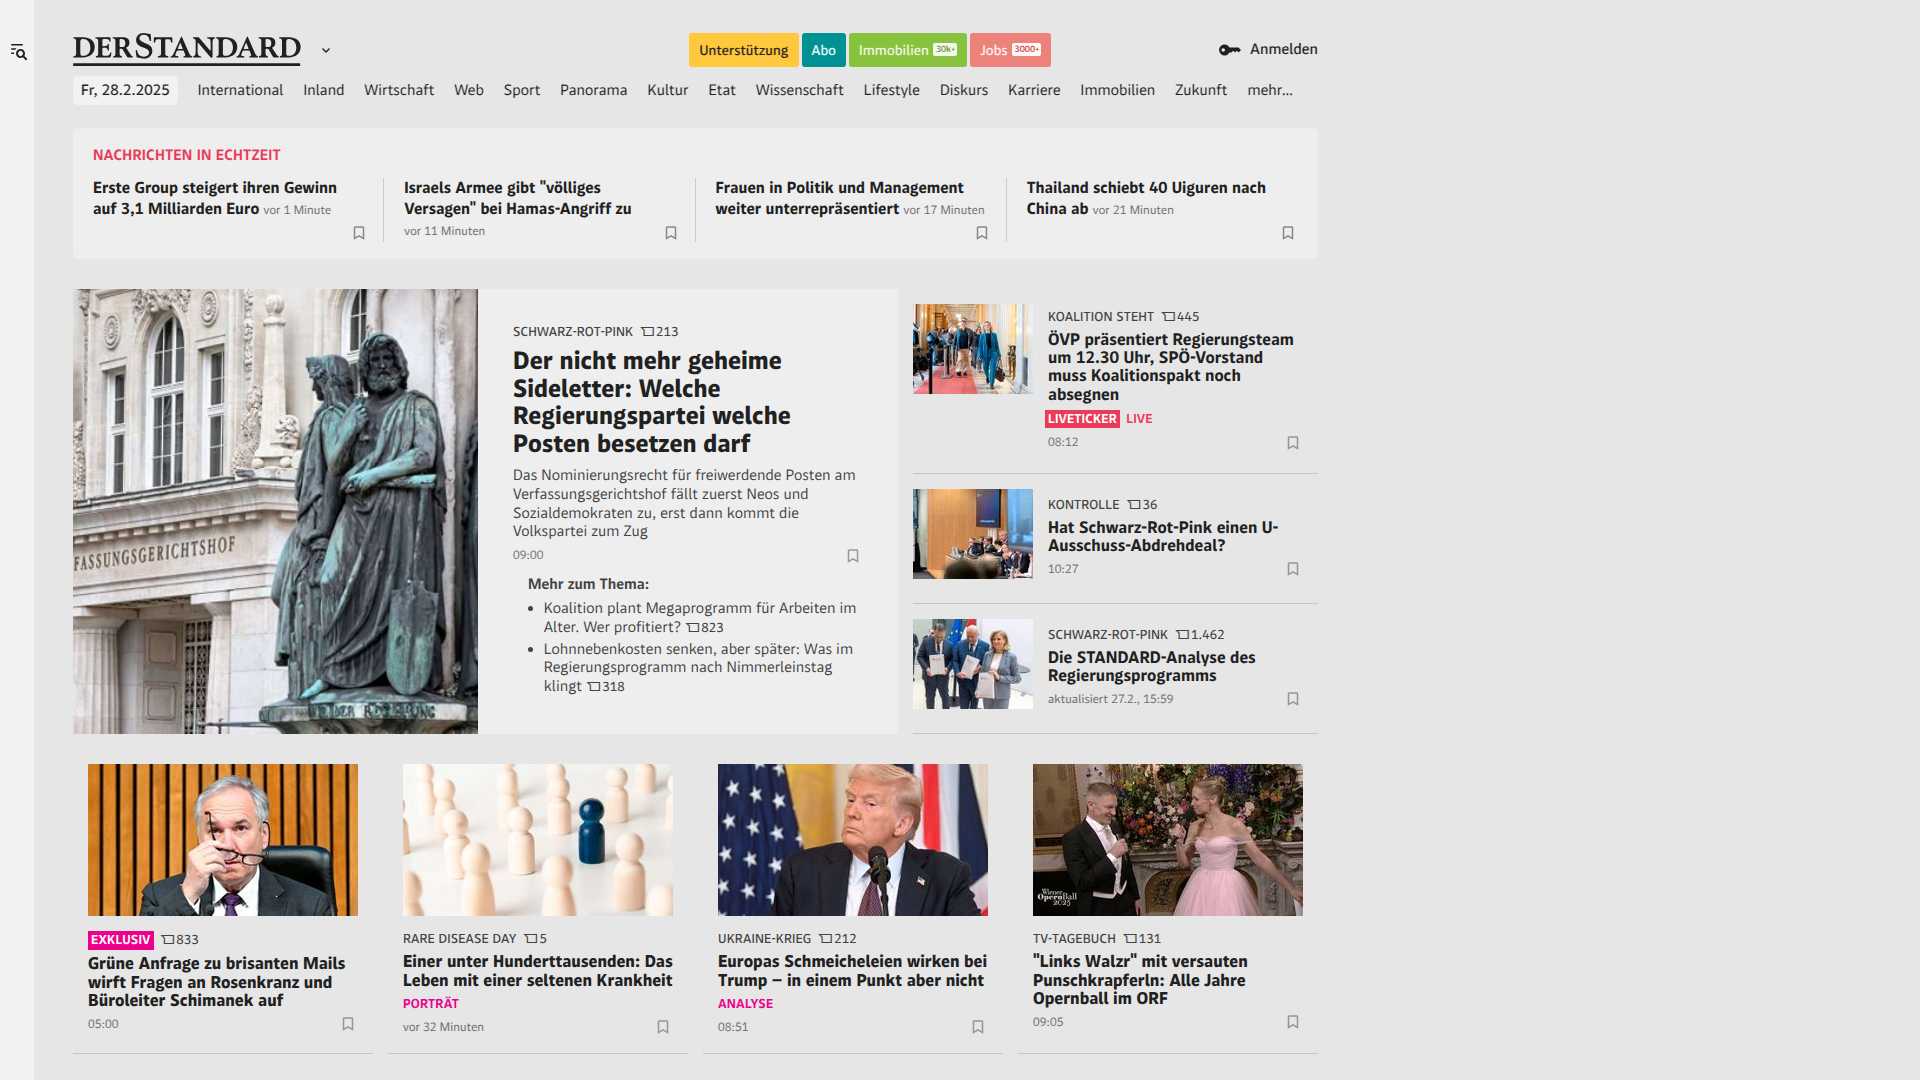 DERSTANDARD
Unterstützung
Abo
Immobilien 30k+
Jobs 3000+
Anmelden
Fr, 28.2.2025
International
Inland
Wirtschaft
Web
Sport
Panorama
Kultur
Etat
Wissenschaft
Lifestyle
Diskurs
Karriere
Immobilien
Zukunft
mehr...
NACHRICHTEN IN ECHTZEIT
Erste Group steigert ihren Gewinn
auf 3,1 Milliarden Euro vor 1 Minute
Israels Armee gibt "völliges
Versagen" bei Hamas-Angriff zu
vor 11 Minuten
Frauen in Politik und Management
weiter unterrepräsentiert vor 17 Minuten
Thailand schiebt 40 Uiguren nach
China ab vor 21 Minuten
FASSUNGSGERICHTSHOF
SCHWARZ-ROT-PINK 213
Der nicht mehr geheime
Sideletter: Welche
Regierungspartei welche
Posten besetzen darf
Das Nominierungsrecht für freiwerdende Posten am
Verfassungsgerichtshof fällt zuerst Neos und
Sozialdemokraten zu, erst dann kommt die
Volkspartei zum Zug
09:00
Mehr zum Thema:
• Koalition plant Megaprogramm für Arbeiten im
Alter. Wer profitiert? 823
• Lohnnebenkosten senken, aber später: Was im
Regierungsprogramm nach Nimmerleinstag
klingt 318
KOALITION STEHT 445
ÖVP präsentiert Regierungsteam
um 12.30 Uhr, SPÖ-Vorstand
muss Koalitionspakt noch
absegnen
LIVETICKER LIVE
08:12
KONTROLLE 36
Hat Schwarz-Rot-Pink einen U-
Ausschuss-Abdrehdeal?
10:27
SCHWARZ-ROT-PINK 1.462
Die STANDARD-Analyse des
Regierungsprogramms
aktualisiert 27.2., 15:59
EXKLUSIV 833
Grüne Anfrage zu brisanten Mails
wirft Fragen an Rosenkranz und
Büroleiter Schimanek auf
05:00
RARE DISEASE DAY 5
Einer unter Hunderttausenden: Das
Leben mit einer seltenen Krankheit
PORTRÄT
vor 32 Minuten
UKRAINE-KRIEG 212
Europas Schmeicheleien wirken bei
Trump – in einem Punkt aber nicht
ANALYSE
08:51
Wiener
OpernBall
2025
TV-TAGEBUCH 131
"Links Walzr" mit versauten
Punschkrapferln: Alle Jahre
Opernball im ORF
09:05